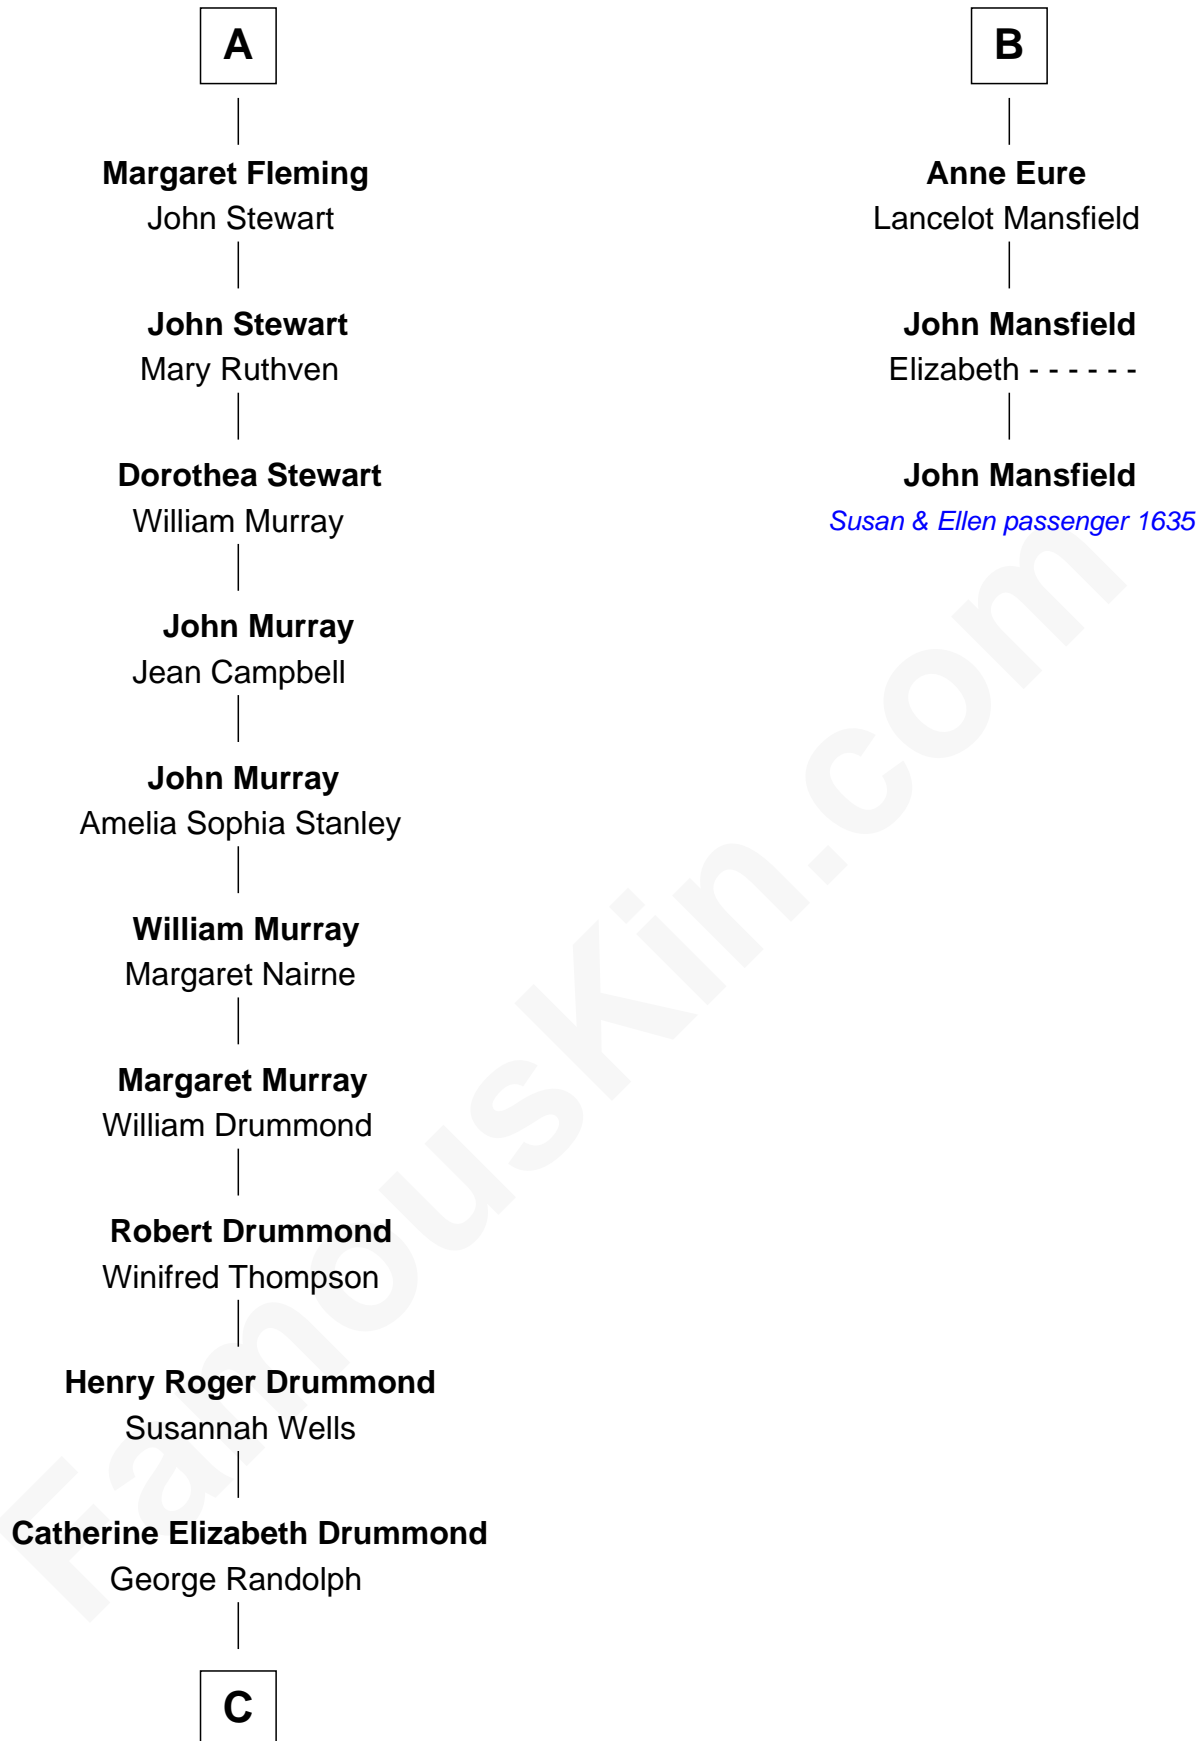 A
Margaret Fleming
John Stewart
John Stewart
Mary Ruthven
Dorothea Stewart
William Murray
John Murray
Jean Campbell
John Murray
Amelia Sophia Stanley
William Murray
Margaret Nairne
Margaret Murray
William Drummond
Robert Drummond
Winifred Thompson
Henry Roger Drummond
Susannah Wells
Catherine Elizabeth Drummond
George Randolph
C
B
Anne Eure
Lancelot Mansfield
John Mansfield
Elizabeth - - - - - -
John Mansfield
Susan & Ellen passenger 1635
FamousKin.com